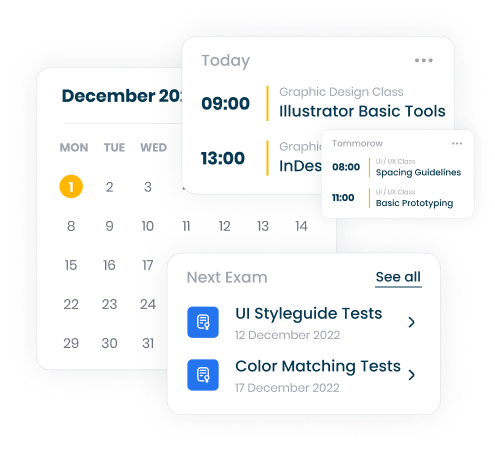 Today
09:00
Graphic Design Class
Illustrator Basic Tools
13:00
Graphic
InDes
Tommorow
08:00
UI / UX Class
Spacing Guidelines
11:00
UI / UX Class
Basic Prototyping
December 202
MON TUE WED
1 2 3
8 9 10 11 12 13 14
15 16 17
22 23 24
29 30 31
Next Exam
See all
UI Styleguide Tests
12 December 2022
Color Matching Tests
17 December 2022